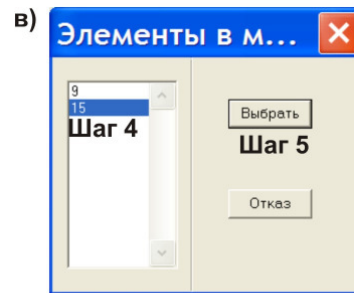 в)
Элементы в м...
9
15
Шаг 4
Выбрать
Шаг 5
Отказ